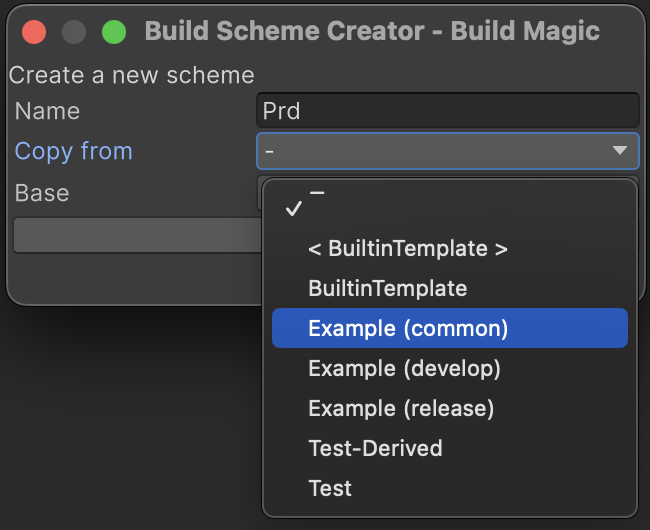 Build Scheme Creator - Build Magic
Create a new scheme
Name Prd
Copy from -
Base
-
< BuiltinTemplate >
BuiltinTemplate
Example (common)
Example (develop)
Example (release)
Test-Derived
Test